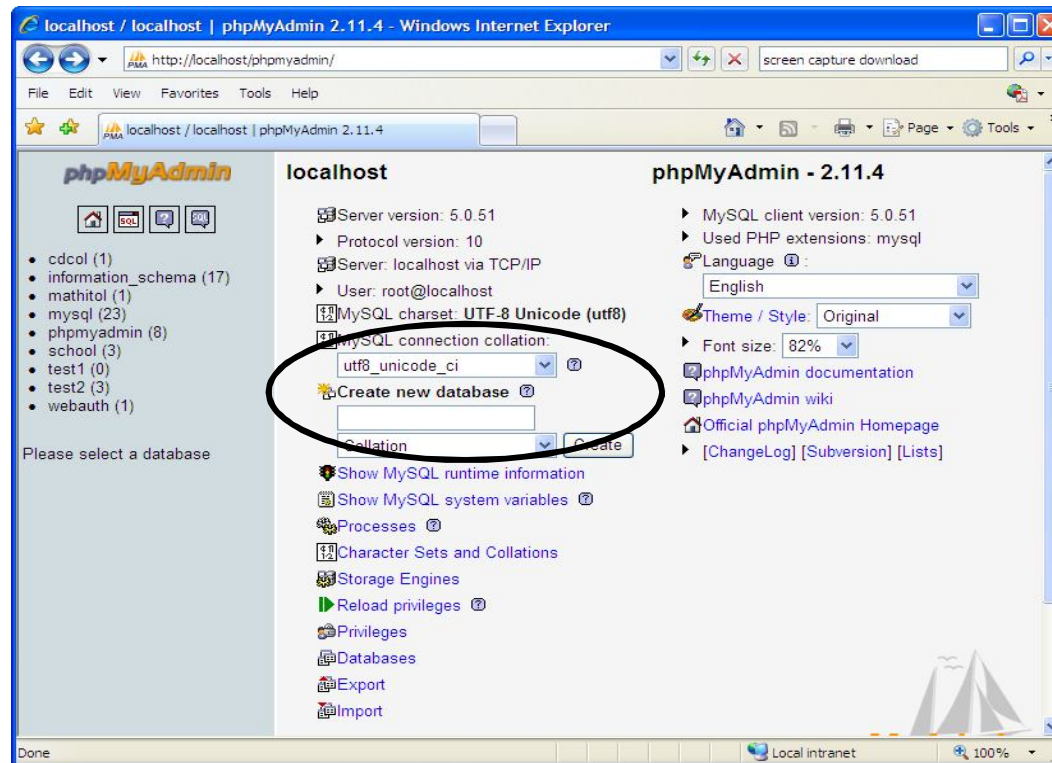 localhost / localhost | phpMyAdmin 2.11.4 - Windows Internet Explorer
http://localhost/phpmyadmin/
screen capture download
File Edit View Favorites Tools Help
localhost / localhost | phpMyAdmin 2.11.4
Page Tools
phpMyAdmin
SQL
SQL
cdcol (1)
information_schema (17)
mathitol (1)
mysql (23)
phpmyadmin (8)
school (3)
test1 (0)
test2 (3)
webauth (1)
Please select a database
localhost
Server version: 5.0.51
Protocol version: 10
Server: localhost via TCP/IP
User: root@localhost
MySQL charset: UTF-8 Unicode (utf8)
MySQL connection collation:
utf8_unicode_ci
Create new database
Collation
Create
Show MySQL runtime information
Show MySQL system variables
Processes
Character Sets and Collations
Storage Engines
Reload privileges
Privileges
Databases
Export
Import
phpMyAdmin - 2.11.4
MySQL client version: 5.0.51
Used PHP extensions: mysql
Language :
English
Theme / Style: Original
Font size: 82%
phpMyAdmin documentation
phpMyAdmin wiki
Official phpMyAdmin Homepage
[ChangeLog] [Subversion] [Lists]
Done
Local intranet
100%